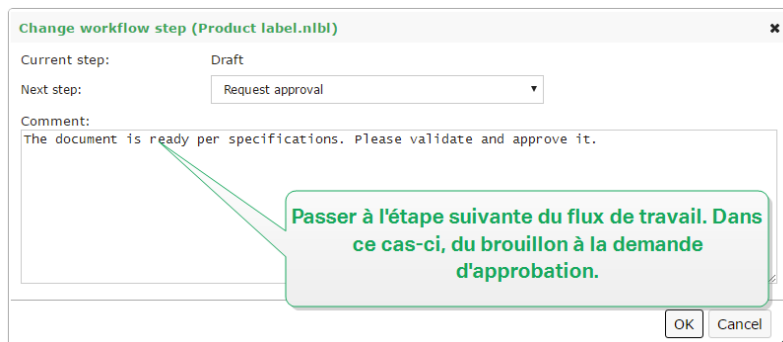 Change workflow step (Product label.nlbl)
Current step: Draft
Next step: Request approval
Comment:
The document is ready per specifications. Please validate and approve it.
Passer à l'étape suivante du flux de travail. Dans
ce cas-ci, du brouillon à la demande
d'approbation.
OK Cancel